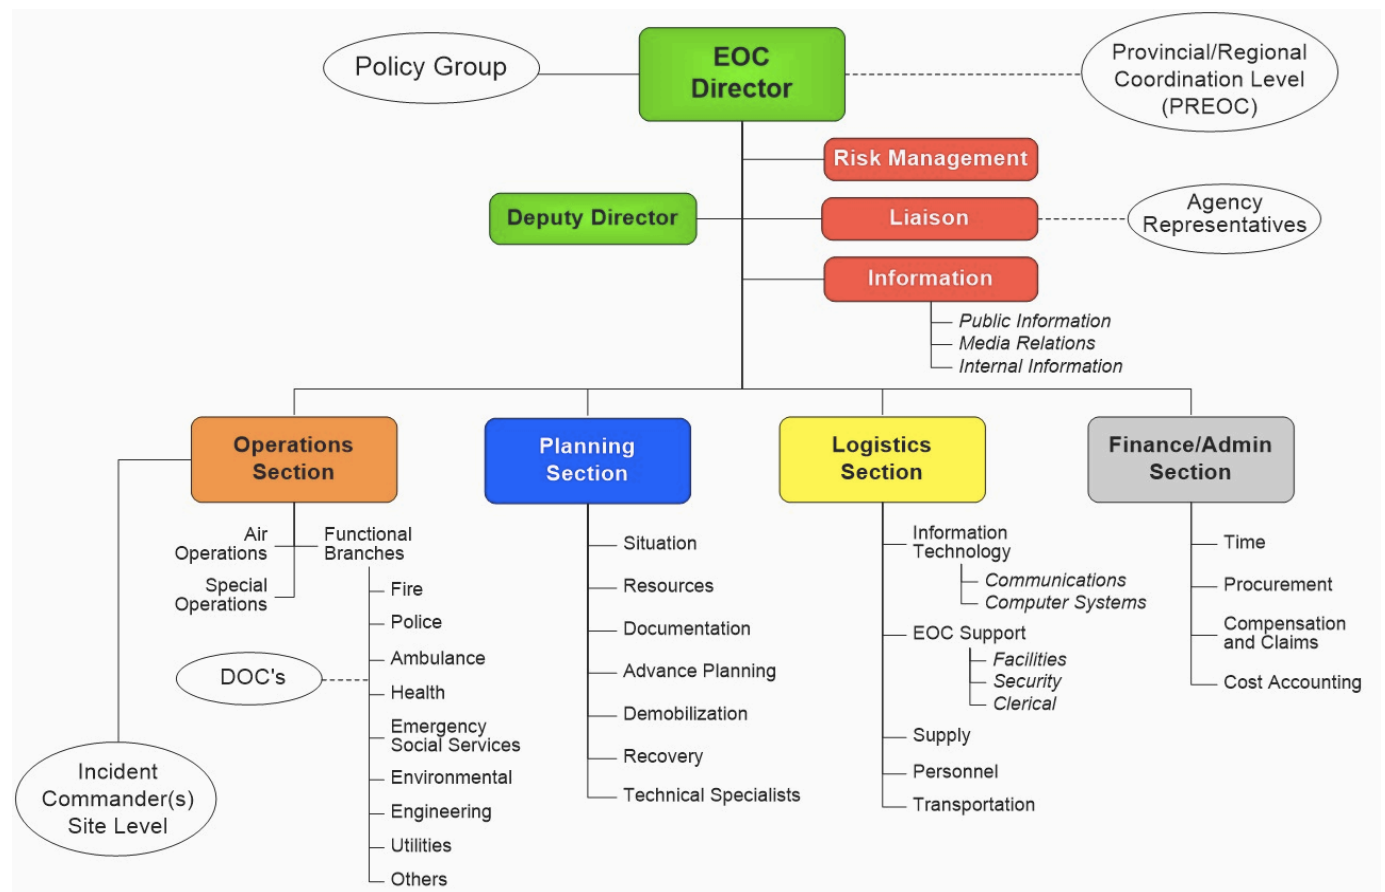 Policy Group
EOC
Director
Provincial/Regional
Coordination Level
(PREOC)
Risk Management
Deputy Director
Liaison
Agency
Representatives
Information
Public Information
Media Relations
Internal Information
Operations
Section
Planning
Section
Logistics
Section
Finance/Admin
Section
Air
Operations
Special
Operations
Functional
Branches
Fire
Police
Ambulance
Health
Emergency
Social Services
Environmental
Engineering
Utilities
Others
DOC's
Incident
Commander(s)
Site Level
Situation
Resources
Documentation
Advance Planning
Demobilization
Recovery
Technical Specialists
Information
Technology
Communications
Computer Systems
EOC Support
Facilities
Security
Clerical
Supply
Personnel
Transportation
Time
Procurement
Compensation
and Claims
Cost Accounting